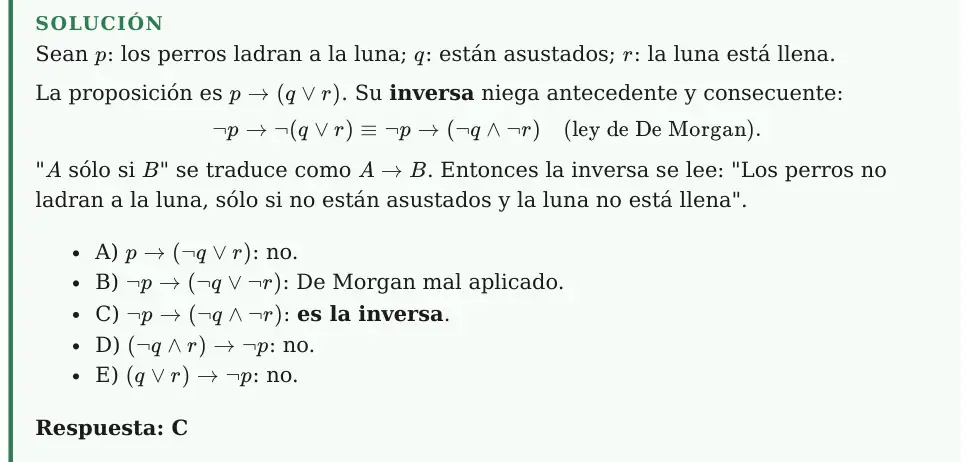 SOLUCIÓN
Sean p: los perros ladran a la luna; q: están asustados; r: la luna está llena.
La proposición es p → (q ∨ r). Su inversa niega antecedente y consecuente:
¬p → ¬(q ∨ r) ≡ ¬p → (¬q ∧ ¬r) (ley de De Morgan).
"A sólo si B" se traduce como A → B. Entonces la inversa se lee: "Los perros no
ladran a la luna, sólo si no están asustados y la luna no está llena".
• A) p → (¬q ∨ r): no.
• B) ¬p → (¬q ∨ ¬r): De Morgan mal aplicado.
• C) ¬p → (¬q ∧ ¬r): es la inversa.
• D) (¬q ∧ r) → ¬p: no.
• E) (q ∨ r) → ¬p: no.
Respuesta: C